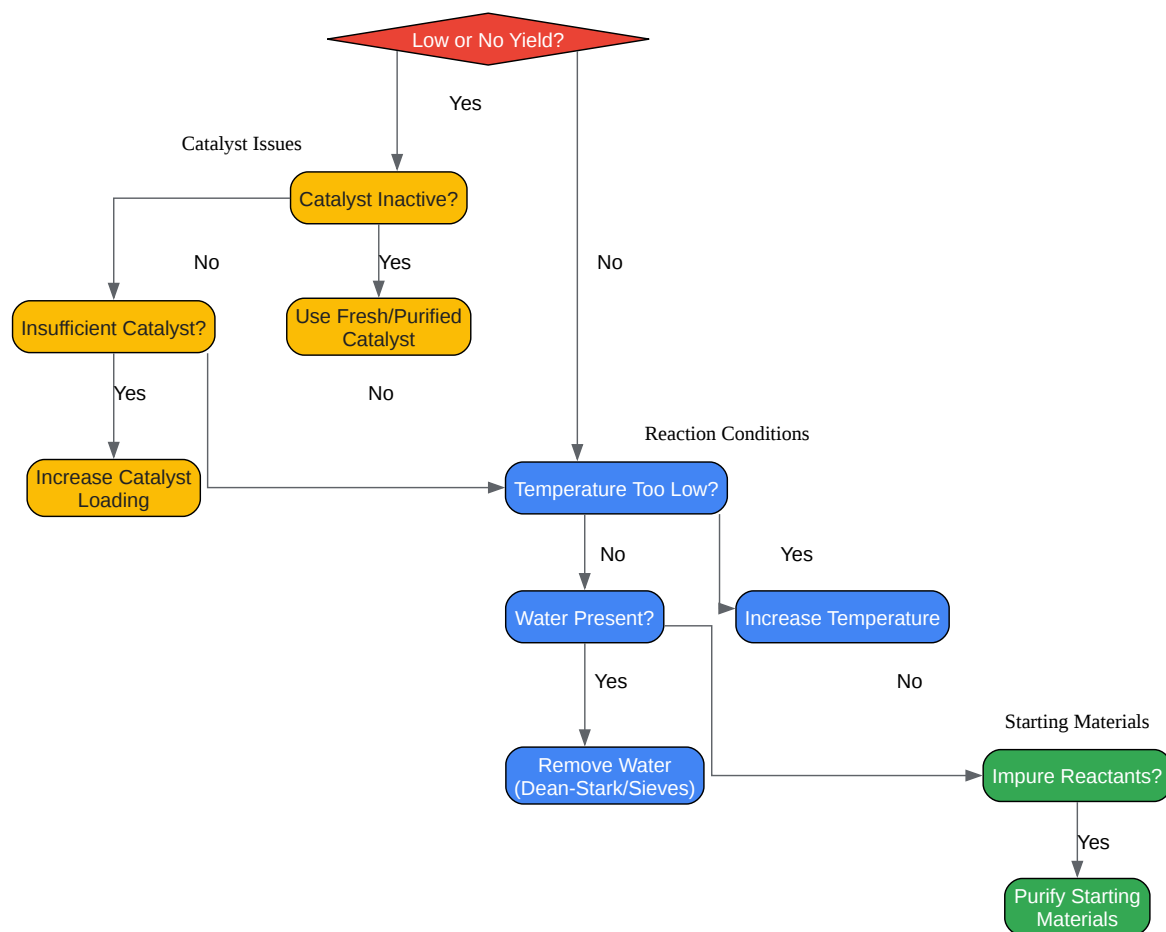 Low or No Yield?
Yes
Catalyst Issues
Catalyst Inactive?
No
Yes
No
Insufficient Catalyst?
Use Fresh/Purified
Catalyst
Yes
No
Reaction Conditions
Increase Catalyst
Loading
Temperature Too Low?
No
Yes
Water Present?
Increase Temperature
Yes
No
Starting Materials
Remove Water
(Dean-Stark/Sieves)
Impure Reactants?
Yes
Purify Starting
Materials